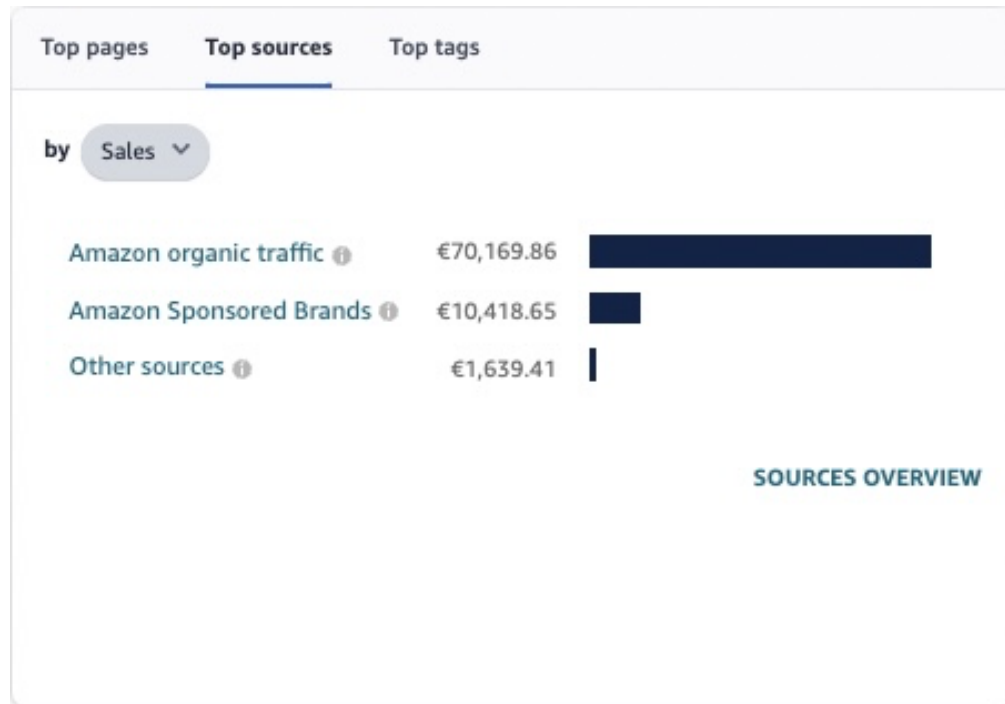 Top pages Top sources Top tags
by Sales
Amazon organic traffic €70,169.86
Amazon Sponsored Brands €10,418.65
Other sources €1,639.41
SOURCES OVERVIEW